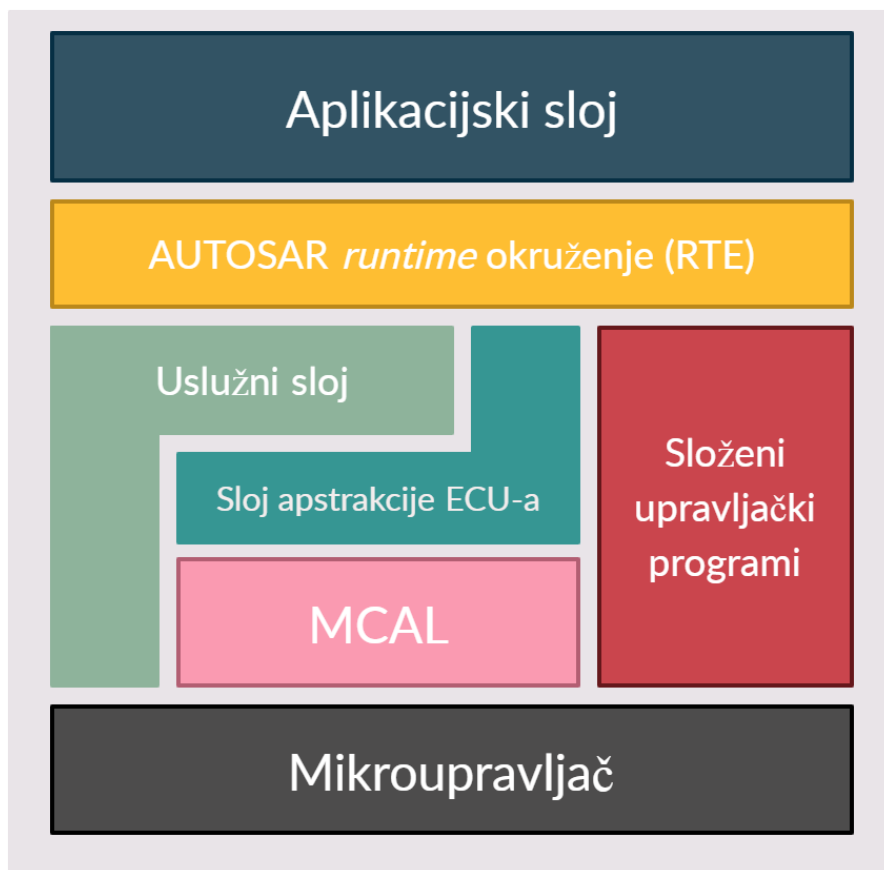 Aplikacijski sloj
AUTOSAR runtime okruženje (RTE)
Uslužni sloj
Sloj apstrakcije ECU-a
MCAL
Složeni
upravljački
programi
Mikroupravljač